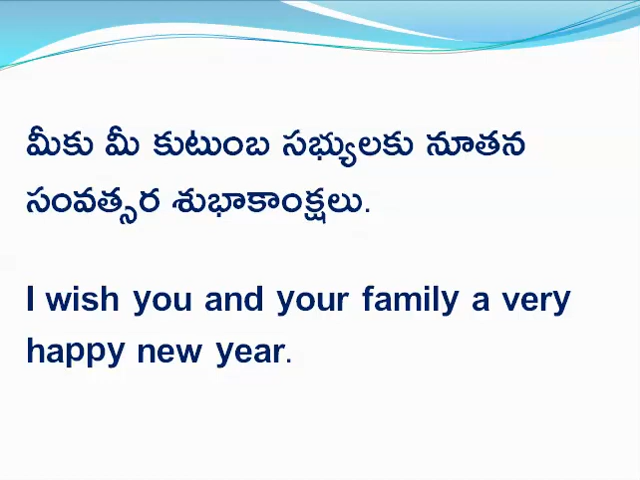 మీకు మీ కుటుంబ సభ్యులకు నూతన
సంవత్సర శుభాకాంక్షలు.
I wish you and your family a very
happy new year.